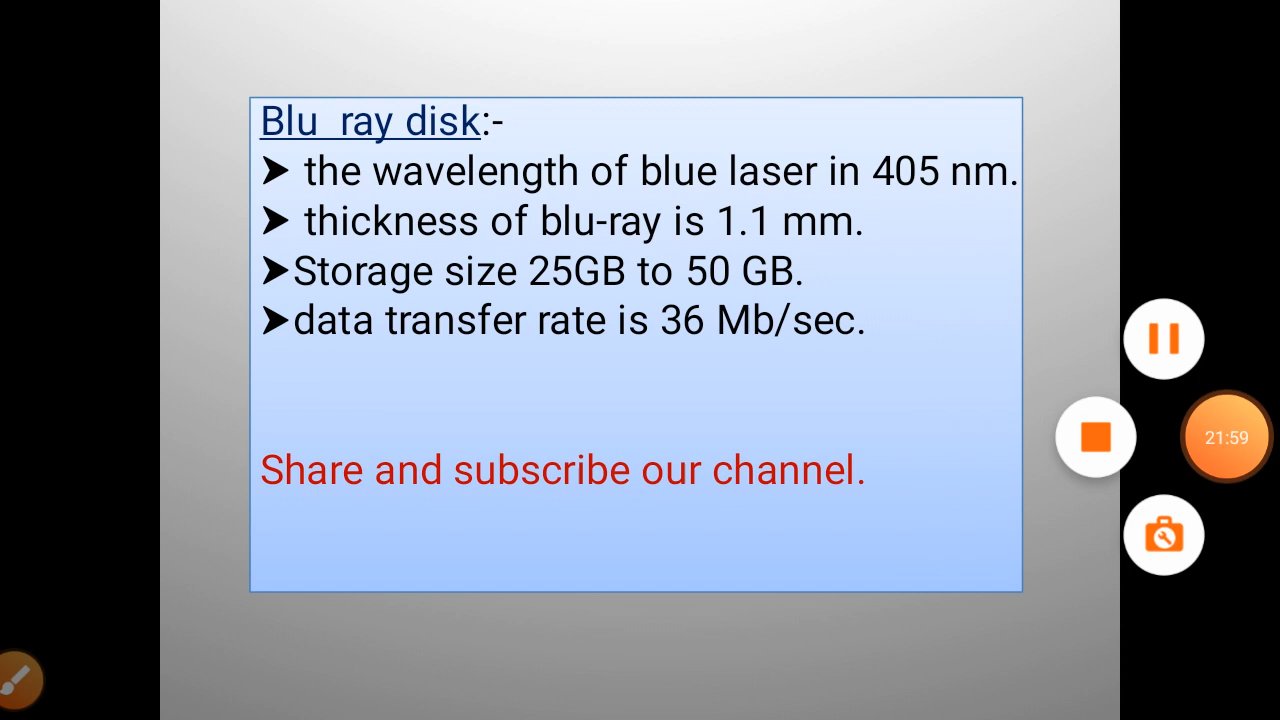 Blu  ray disk:-
➤ the wavelength of blue laser in 405 nm.
➤ thickness of blu-ray is 1.1 mm.
➤Storage size 25GB to 50 GB.
➤data transfer rate is 36 Mb/sec.
Share and subscribe our channel.
21:59